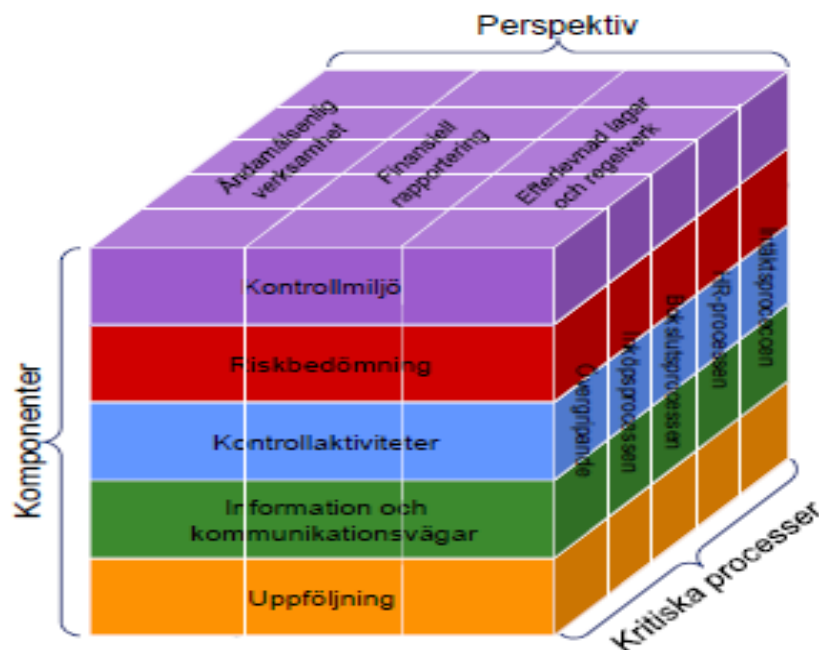 Perspektiv
Ändamålsenlig
verksamhet
Finansiell
rapportering
Efterlevnad lagar
och regelverk
Komponenter
Kontrollmiljö
Riskbedömning
Kontrollaktiviteter
Information och
kommunikationsvägar
Uppföljning
Övergripande
Inköpsprocessen
Bokslutsprocessen
HR-processen
Intäktsprocessen
Kritiska processer